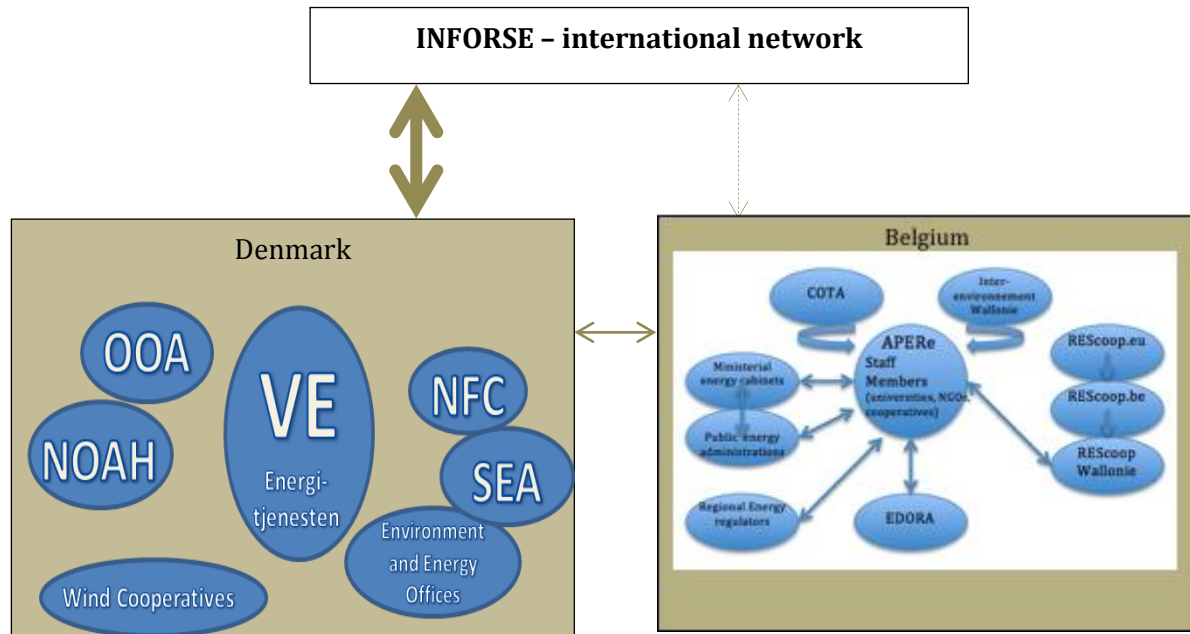 INFORSE – international network
Denmark
OOA
NOAH
VE
Energi-
tjenesten
NFC
SEA
Environment
and Energy
Offices
Wind Cooperatives
Belgium
COTA
Inter-
environnement
Wallonie
APERe
Staff
Members
(universities, NGOs,
cooperatives)
Ministerial
energy cabinets
Public energy
administrations
Regional Energy
regulators
EDORA
REScoop.eu
REScoop.be
REScoop
Wallonie